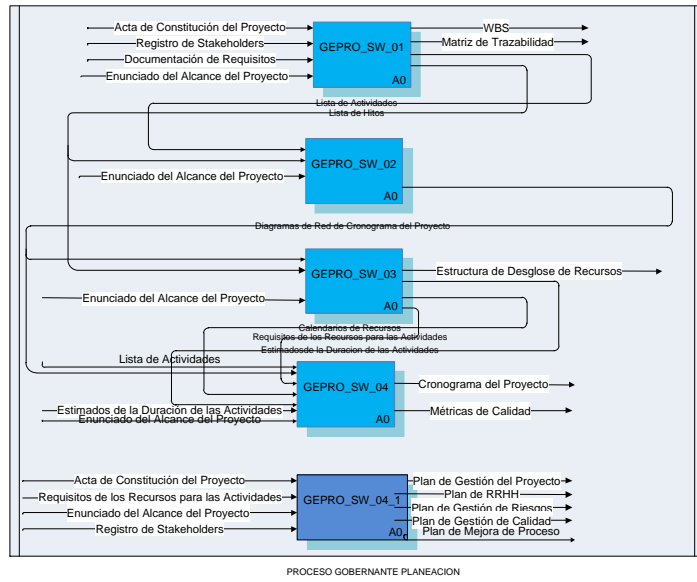 Acta de Constitución del Proyecto
Registro de Stakeholders
Documentación de Requisitos
Enunciado del Alcance del Proyecto
GEPRO_SW_01
A0
WBS
Matriz de Trazabilidad
Lista de Actividades
Lista de Hitos
GEPRO_SW_02
Enunciado del Alcance del Proyecto
A0
Diagramas de Red de Cronograma del Proyecto
GEPRO_SW_03
Estructura de Desglose de Recursos
Enunciado del Alcance del Proyecto
A0
Calendarios de Recursos
Requisitos de los Recursos para las Actividades
Estimadosde la Duracion de las Actividades
Lista de Actividades
GEPRO_SW_04
Cronograma del Proyecto
Estimados de la Duración de las Actividades
Enunciado del Alcance del Proyecto
A0
Métricas de Calidad
Acta de Constitución del Proyecto
Requisitos de los Recursos para las Actividades
Enunciado del Alcance del Proyecto
Registro de Stakeholders
GEPRO_SW_04_1
A0
Plan de Gestión del Proyecto
Plan de RRHH
Plan de Gestión de Riesgos
Plan de Gestión de Calidad
Plan de Mejora de Proceso
PROCESO GOBERNANTE PLANEACION